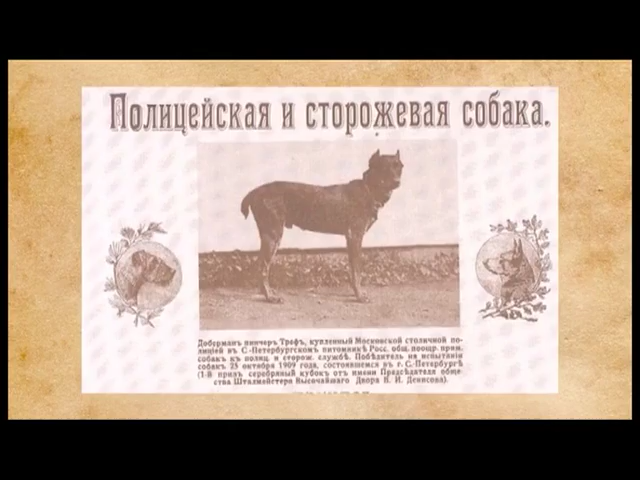 Полицейская и сторожевая собака.
Доберманъ пинчеръ Трефъ, купленный Московской столичной по-
лиціей въ С.-Петербургскомъ питомникѣ Росс. общ. поощр. прим.
собакъ къ полиц. и сторож. службѣ. Побѣдитель на испытаніи
собакъ 25 октября 1909 года, состоявшемся въ г. С.-Петербургѣ
(1-й призъ серебряный кубокъ отъ имени Предсѣдателя обще-
ства Шталмейстера Высочайшаго Двора В. И. Денисова).